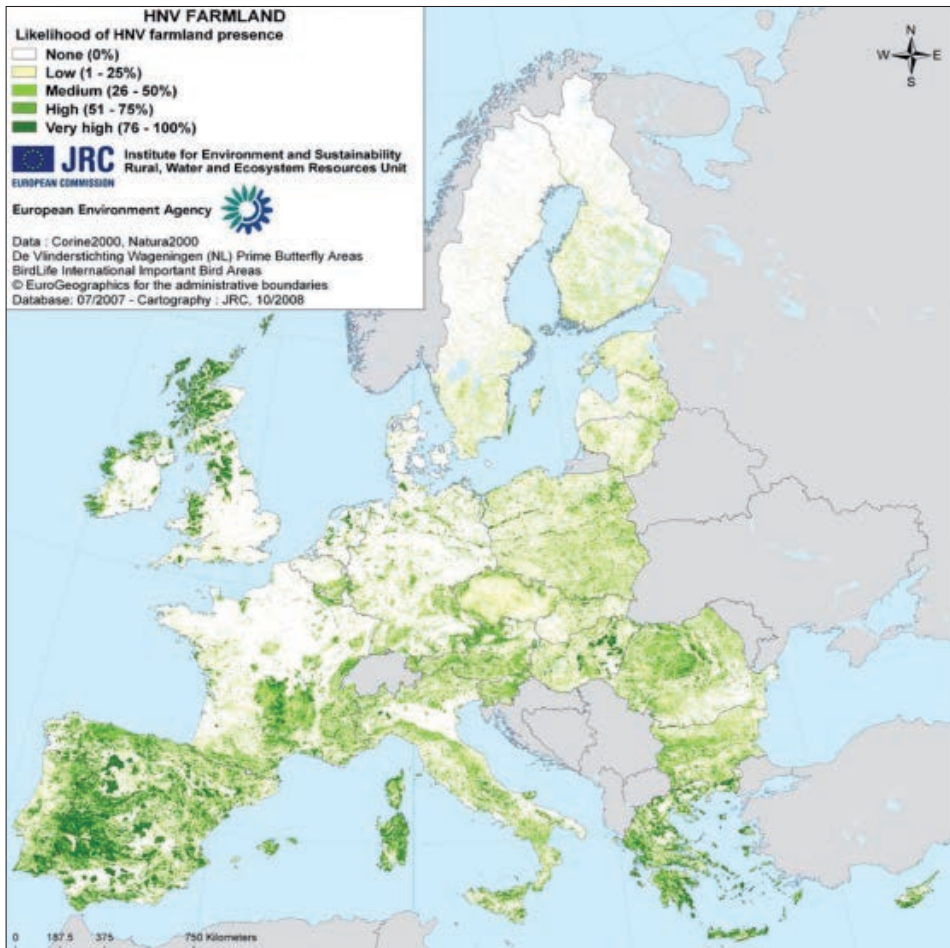 HNV FARMLAND
Likelihood of HNV farmland presence
None (0%)
Low (1 - 25%)
Medium (26 - 50%)
High (51 - 75%)
Very high (76 - 100%)
JRC
EUROPEAN COMMISSION
Institute for Environment and Sustainability
Rural, Water and Ecosystem Resources Unit
European Environment Agency
Data : Corine2000, Natura2000
De Vlinderstichting Wageningen (NL) Prime Butterfly Areas
BirdLife International Important Bird Areas
© EuroGeographics for the administrative boundaries
Database: 07/2007 - Cartography : JRC, 10/2008
N
W E
S
0 187.5 375 750 Kilometers